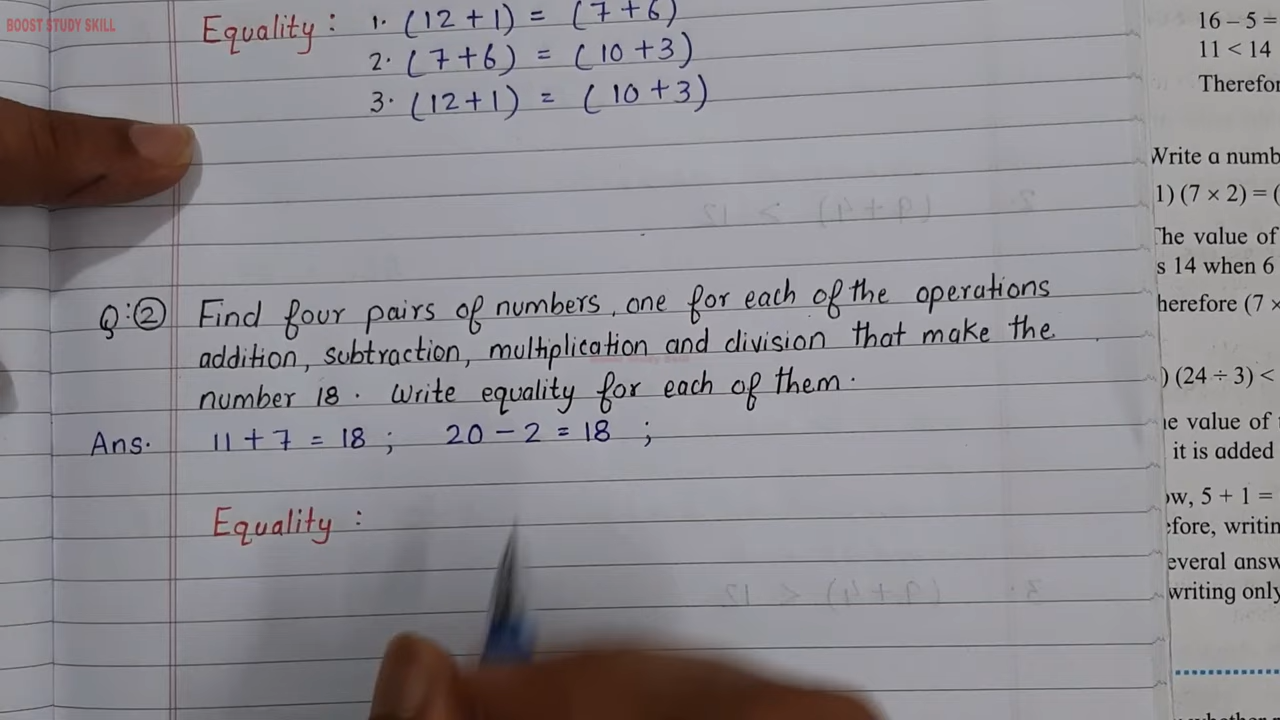 BOOST STUDY SKILL
Equality : 1. (12+1) = (7+6)
2. (7+6) = (10+3)
3. (12+1) = (10+3)
Q:② Find four pairs of numbers, one for each of the operations
addition, subtraction, multiplication and division that make the
number 18. Write equality for each of them.
Ans. 11 + 7 = 18 ; 20 - 2 = 18 ;
Equality :
16 – 5 =
11 < 14
Therefor
Write a numb
1) (7 × 2) = (
The value of
s 14 when 6
herefore (7 ×
) (24 ÷ 3) <
e value of
it is added
ow, 5 + 1 =
efore, writin
everal answ
writing only